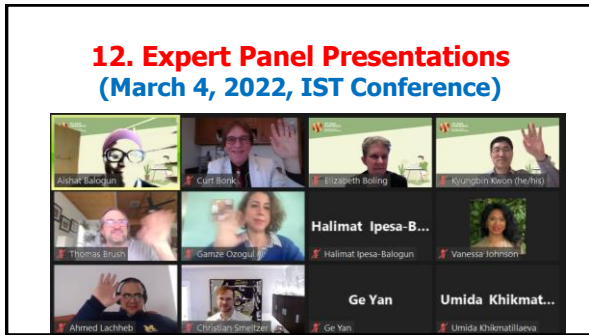 12. Expert Panel Presentations
(March 4, 2022, IST Conference)
Aishat Balogun
Curt Bonk
Elizabeth Boling
Kyungbin Kwon (he/his)
Thomas Brush
Gamze Ozogul
Halimat Ipesa-B...
Halimat Ipesa-Balogun
Vanessa Johnson
Ahmed Lachheb
Christian Smeltzer
Ge Yan
Ge Yan
Umida Khikmat...
Umida Khikmatillaeva